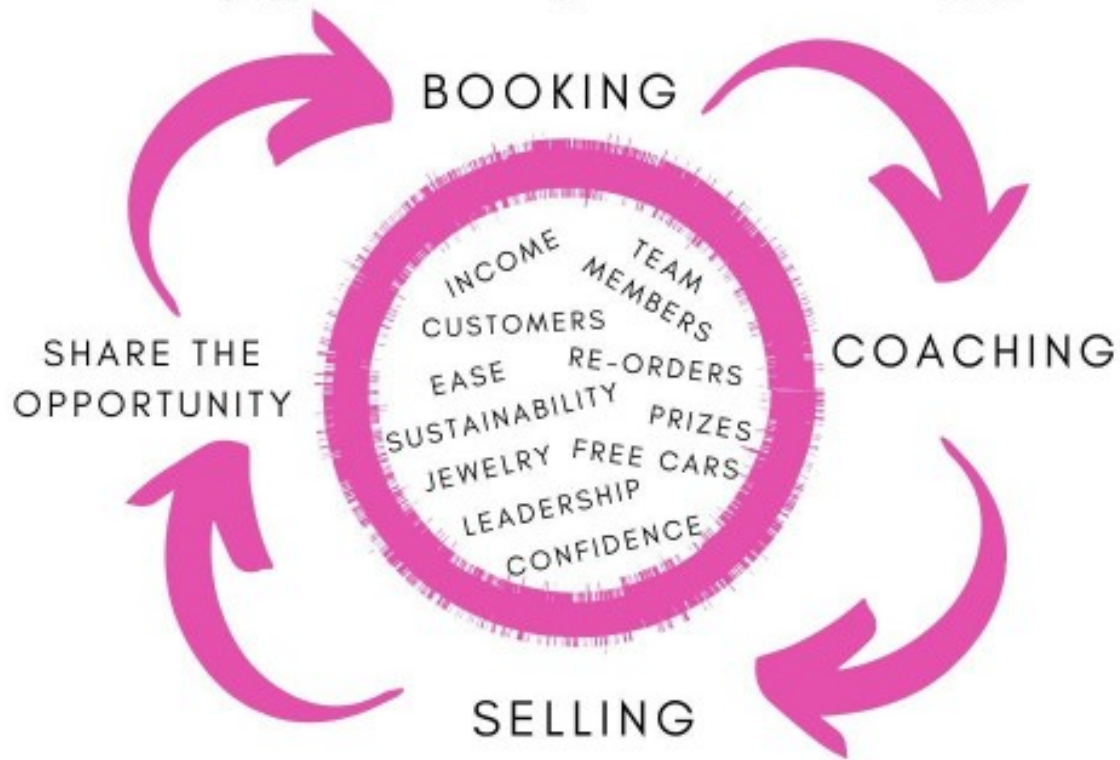 BOOKING
COACHING
SELLING
SHARE THE
OPPORTUNITY
INCOME
TEAM
MEMBERS
CUSTOMERS
EASE
RE-ORDERS
SUSTAINABILITY
PRIZES
JEWELRY
FREE CARS
LEADERSHIP
CONFIDENCE